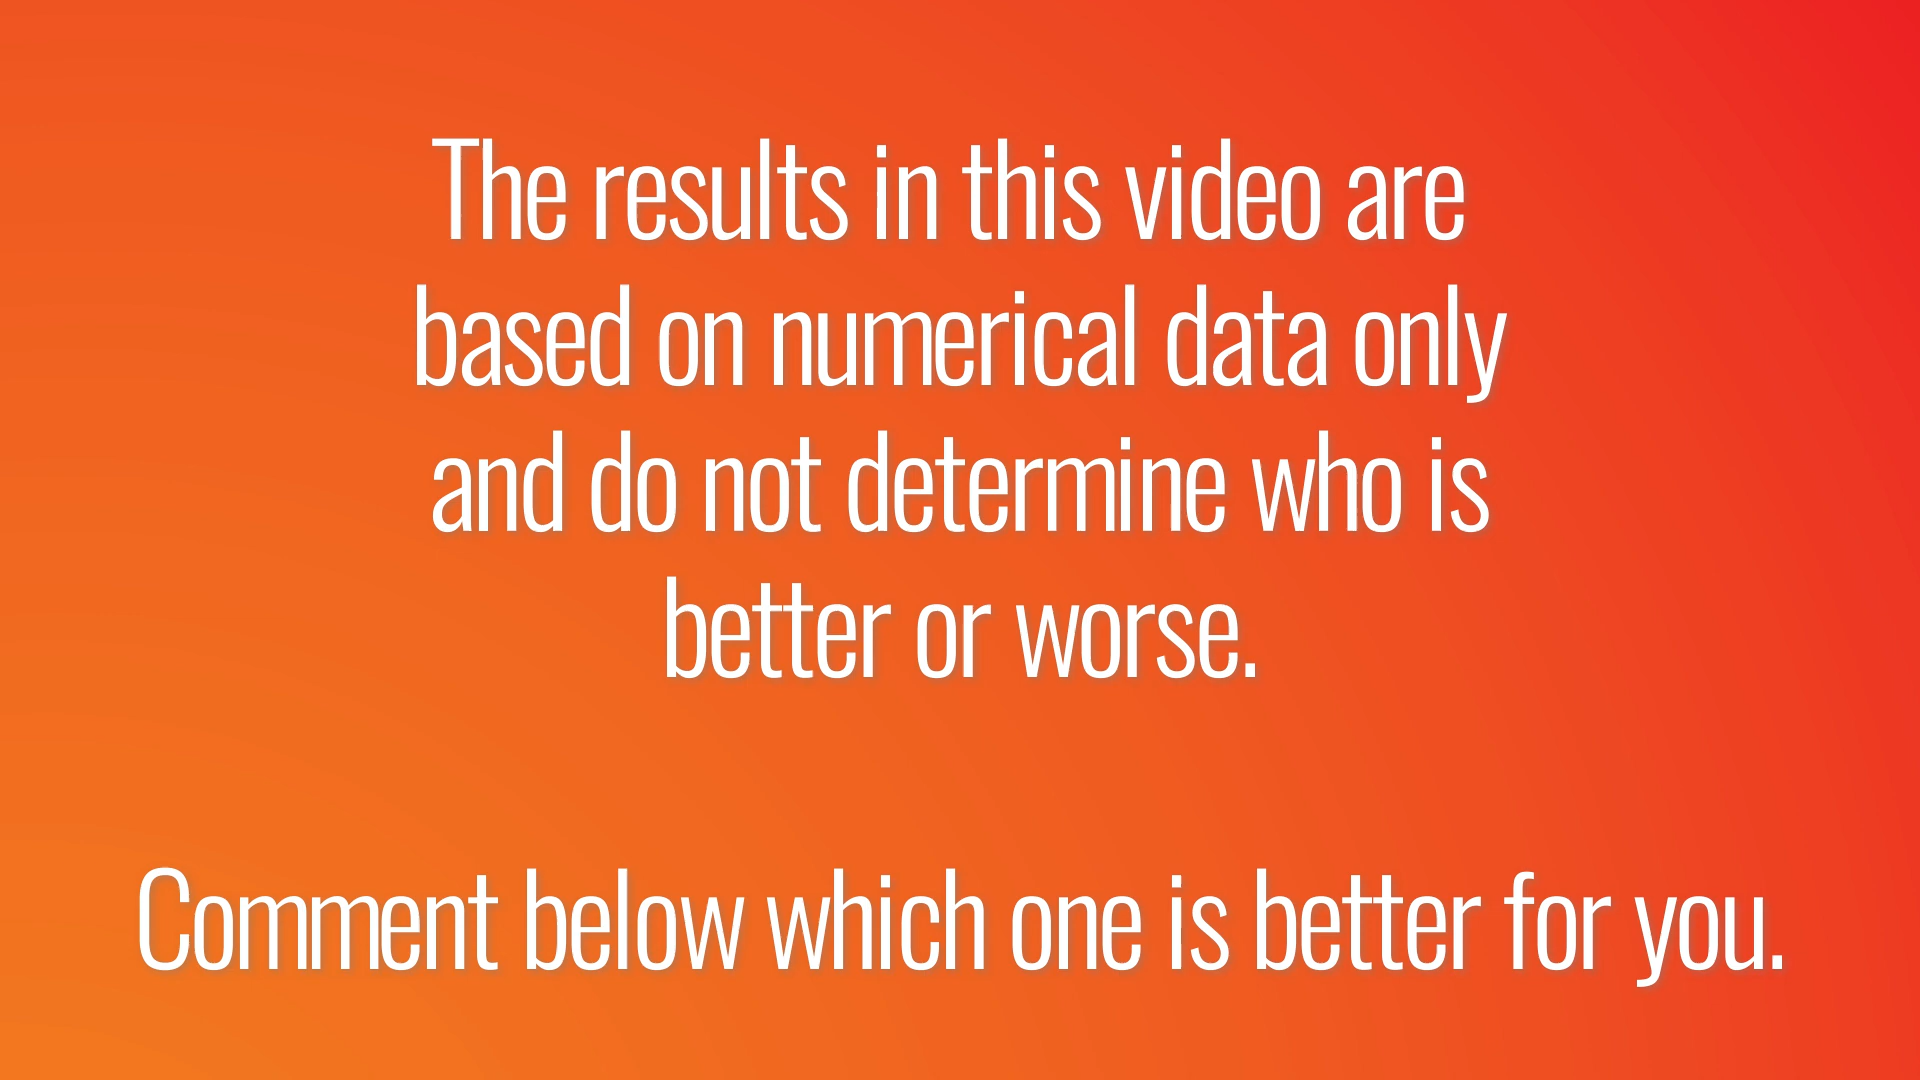 The results in this video are
based on numerical data only
and do not determine who is
better or worse.
Comment below which one is better for you.